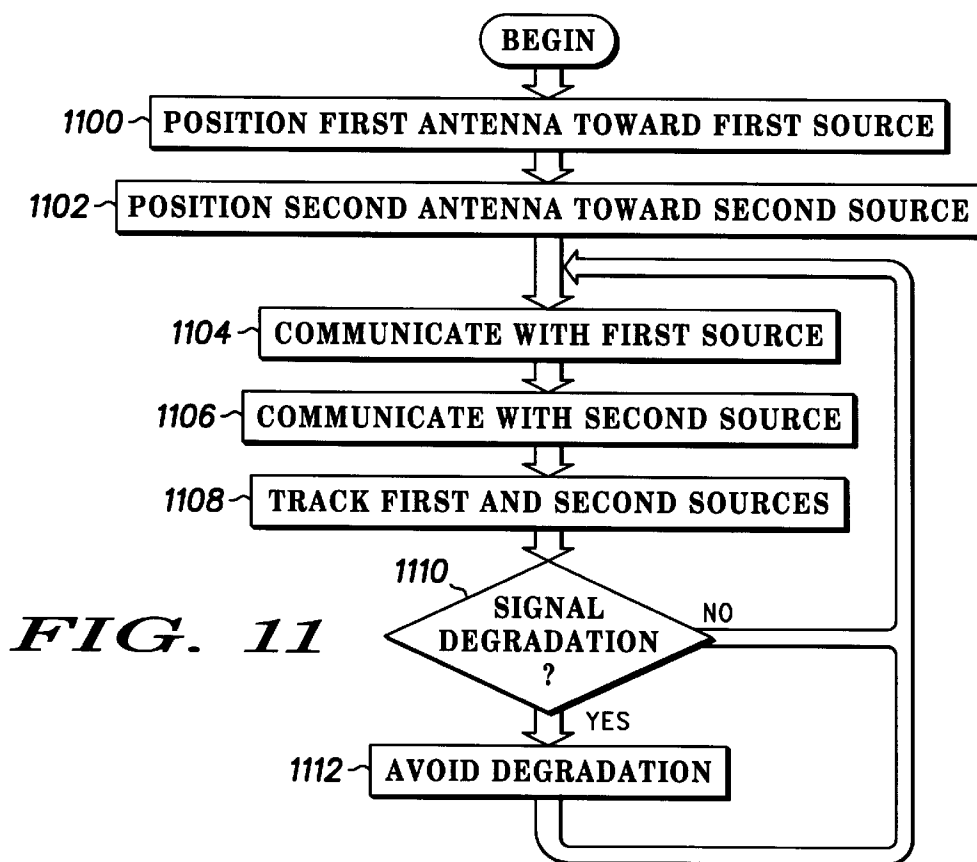 BEGIN
1100 POSITION FIRST ANTENNA TOWARD FIRST SOURCE
1102 POSITION SECOND ANTENNA TOWARD SECOND SOURCE
1104 COMMUNICATE WITH FIRST SOURCE
1106 COMMUNICATE WITH SECOND SOURCE
1108 TRACK FIRST AND SECOND SOURCES
1110
SIGNAL
DEGRADATION
?
NO
FIG. 11
YES
1112 AVOID DEGRADATION